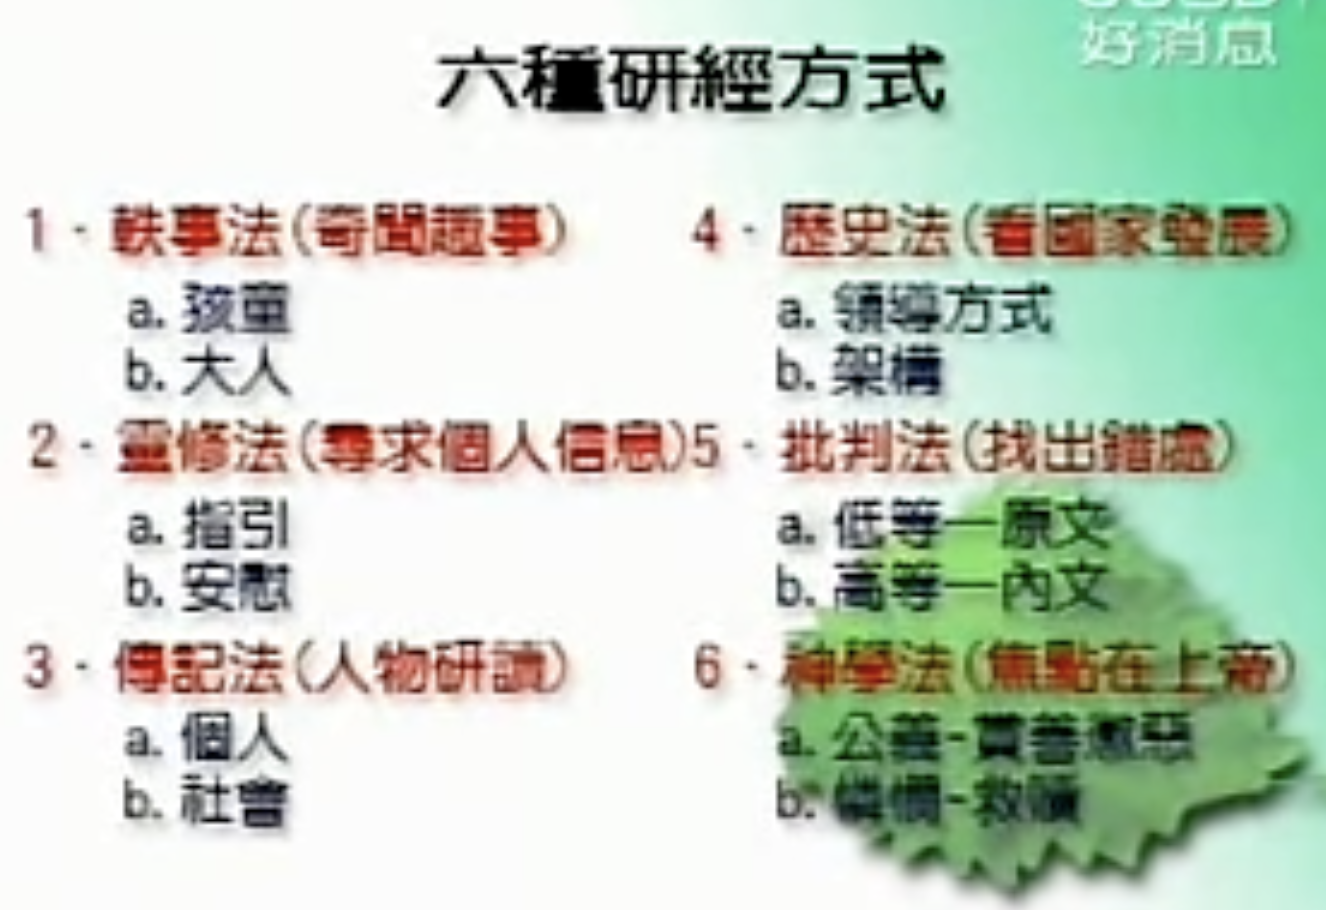 好消息
六種研經方式
1．軼事法(奇聞趣事)
a. 孩童
b. 大人
2．靈修法(尋求個人信息)
a. 指引
b. 安慰
3．傳記法(人物研讀)
a. 個人
b. 社會
4．歷史法(看國家發展)
a. 領導方式
b. 架構
5．批判法(找出錯處)
a. 低等—原文
b. 高等—內文
6．神學法(焦點在上帝)
a. 公義-賞善懲惡
b. 憐憫-救贖